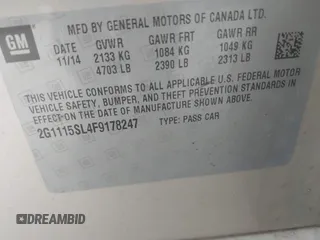 GM
MFD BY GENERAL MOTORS OF CANADA LTD.
11/14 GVWR GAWR FRT GAWR RR
2133 KG 1084 KG 1049 KG
4703 LB 2390 LB 2313 LB
THIS VEHICLE CONFORMS TO ALL APPLICABLE U.S. FEDERAL MOTOR
VEHICLE SAFETY, BUMPER, AND THEFT PREVENTION STANDARDS
EFFECT ON THE DATE OF MANUFACTURE SHOWN ABOVE.
2G1115SL4F9178247 TYPE: PASS CAR
DREAMBID